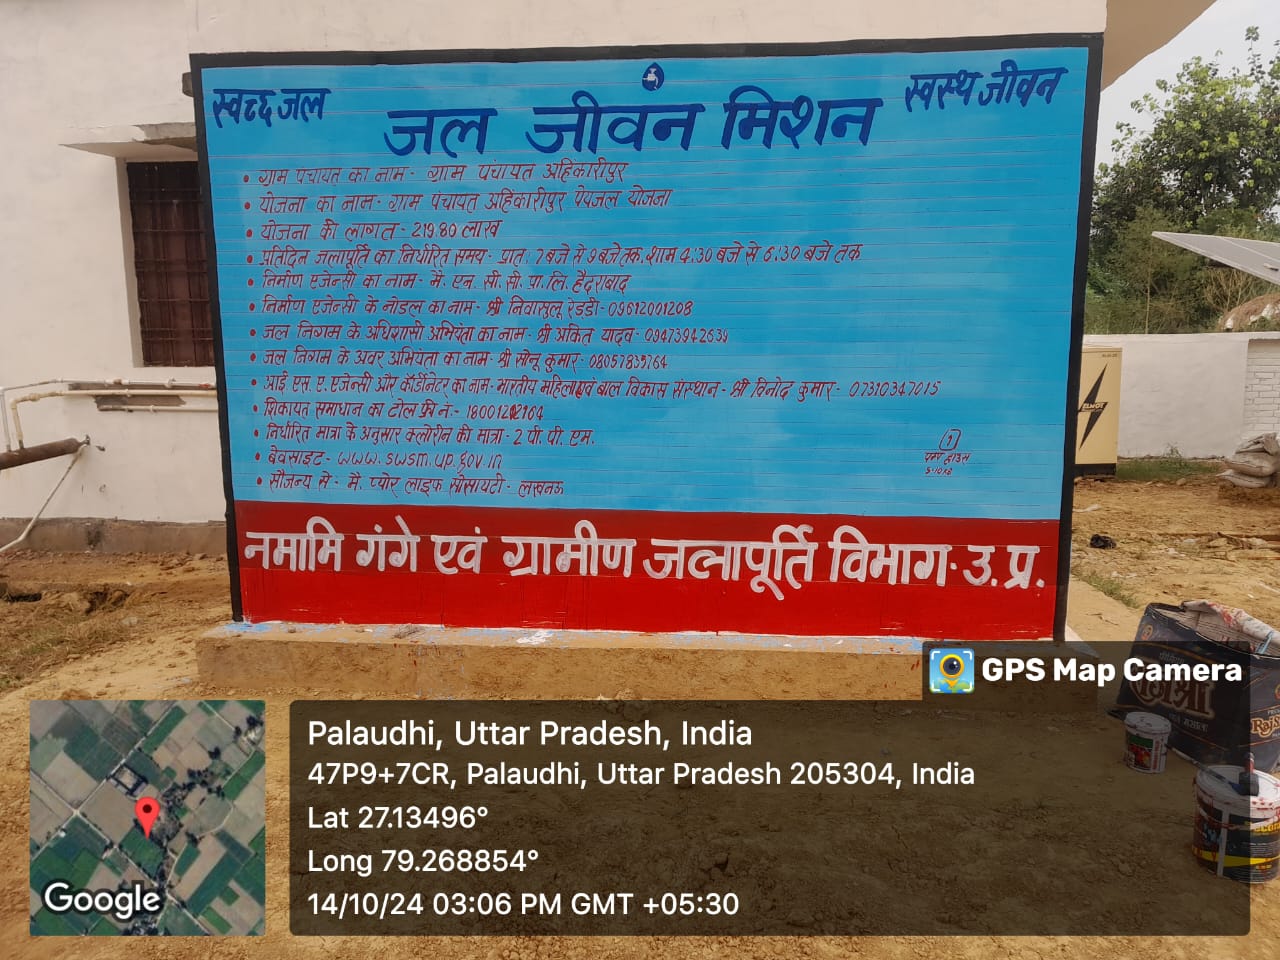 स्वच्छ जल
स्वस्थ जीवन
जल जीवन मिशन
• ग्राम पंचायत का नाम- ग्राम पंचायत अहिंकारीपुर
• योजना का नाम- ग्राम पंचायत अहिंकारीपुर पेयजल योजना
• योजना की लागत- 219.80 लाख
• प्रतिदिन जलापूर्ति का निर्धारित समय- प्रात. 7 बजे से 9 बजे तक, शाम 4:30 बजे से 6:30 बजे तक
• निर्माण एजेन्सी का नाम- मै. एन. सी. सी. प्रा. लि. हैदराबाद
• निर्माण एजेन्सी के नोडल का नाम- श्री निवासुलू रेड्डी- 09612001208
• जल निगम के अधिशासी अभियंता का नाम- श्री अंकित यादव- 09473942639
• जल निगम के अवर अभियंता का नाम- श्री सोनू कुमार- 08057839764
• आई एस. ए. एजेन्सी और कॉर्डीनेटर का नाम- भारतीय महिला एवं बाल विकास संस्थान- श्री विनोद कुमार- 07310347015
• शिकायत समाधान का टोल फ्री नं.-
• निर्धारित मात्रा के अनुसार क्लोरीन की मात्रा- 2 पी. पी. एम.
• बेवसाइट- www.swsm.up.gov.in
• सौजन्य से- मै. प्योर लाइफ सोसायटी- लखनऊ
1
पम्प हाउस
नमामि गंगे एवं ग्रामीण जलापूर्ति विभाग- उ. प्र.
GPS Map Camera
Palaudhi, Uttar Pradesh, India
47P9+7CR, Palaudhi, Uttar Pradesh 205304, India
Lat 27.13496°
Long 79.268854°
14/10/24 03:06 PM GMT +05:30
Google